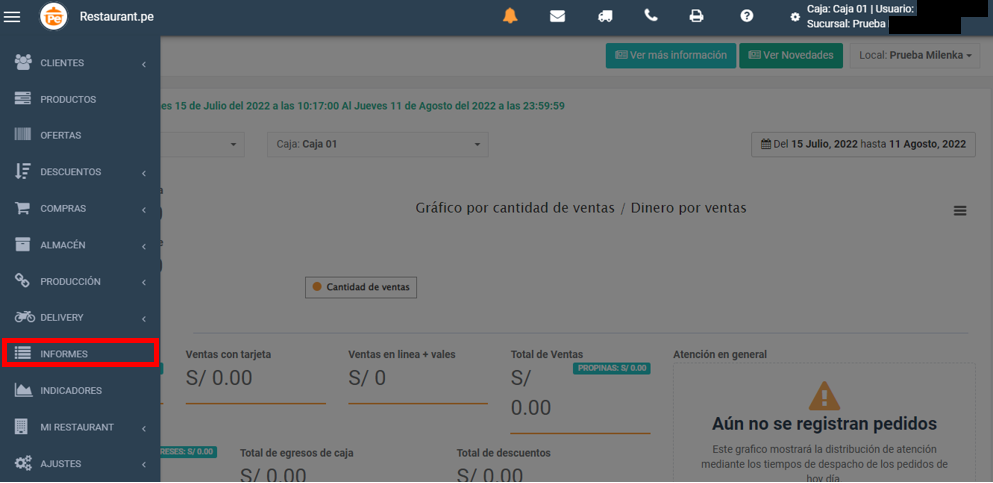 Restaurant.pe
Caja: Caja 01 | Usuario:
Sucursal: Prueba
CLIENTES
PRODUCTOS
OFERTAS
DESCUENTOS
COMPRAS
ALMACÉN
PRODUCCIÓN
DELIVERY
INFORMES
INDICADORES
MI RESTAURANT
AJUSTES
Ver más información
Ver Novedades
Local: Prueba Milenka
es 15 de Julio del 2022 a las 10:17:00 Al Jueves 11 de Agosto del 2022 a las 23:59:59
Caja: Caja 01
Del 15 Julio, 2022 hasta 11 Agosto, 2022
Gráfico por cantidad de ventas / Dinero por ventas
Cantidad de ventas
Ventas con tarjeta
S/ 0.00
Ventas en linea + vales
S/ 0
Total de Ventas
PROPINAS: S/ 0.00
S/
0.00
Atención en general
Aún no se registran pedidos
Este grafico mostrará la distribución de atención
mediante los tiempos de despacho de los pedidos de
hoy día
RESES: S/ 0.00
Total de egresos de caja
S/ 0.00
Total de descuentos
S/ 0.00